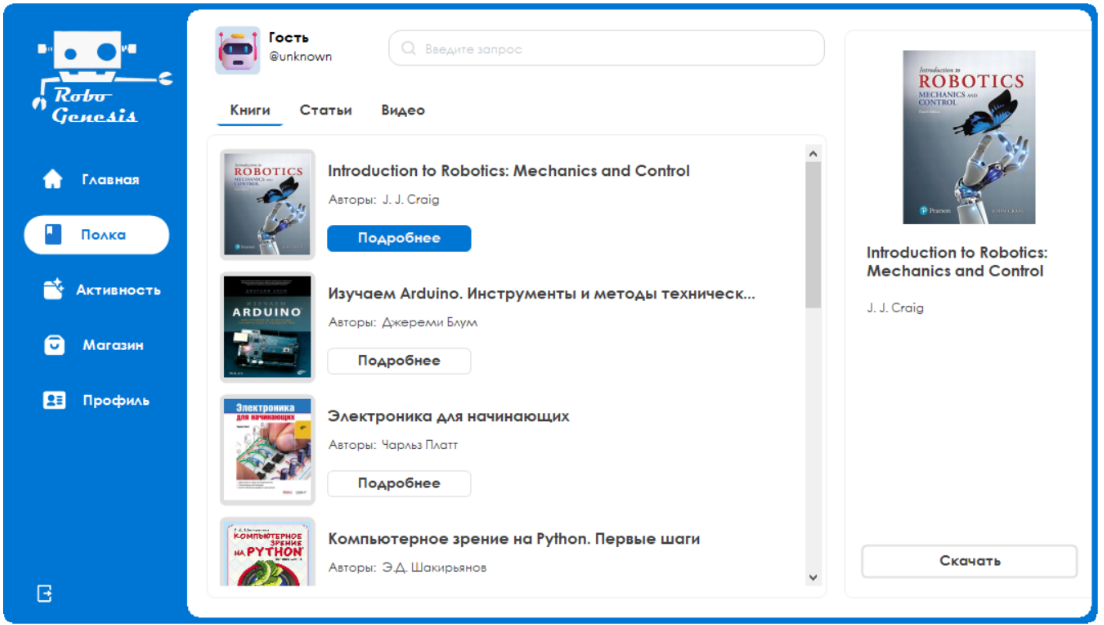 Robo
Genesis
Главная
Полка
Активность
Магазин
Профиль
Гость
@unknown
Введите запрос
Книги Статьи Видео
Introduction to
ROBOTICS
MECHANICS AND
CONTROL
Pearson
Introduction to Robotics: Mechanics and Control
Авторы: J. J. Craig
Подробнее
ARDUINO
Изучаем Arduino. Инструменты и методы техническ...
Авторы: Джереми Блум
Подробнее
Электроника
для начинающих
Электроника для начинающих
Авторы: Чарльз Платт
Подробнее
КОМПЬЮТЕРНОЕ
ЗРЕНИЕ
НА PYTHON
Компьютерное зрение на Python. Первые шаги
Авторы: Э.Д. Шакирьянов
Introduction to
ROBOTICS
MECHANICS AND
CONTROL
Pearson
JOHN CRAIG
Introduction to Robotics:
Mechanics and Control
J. J. Craig
Скачать